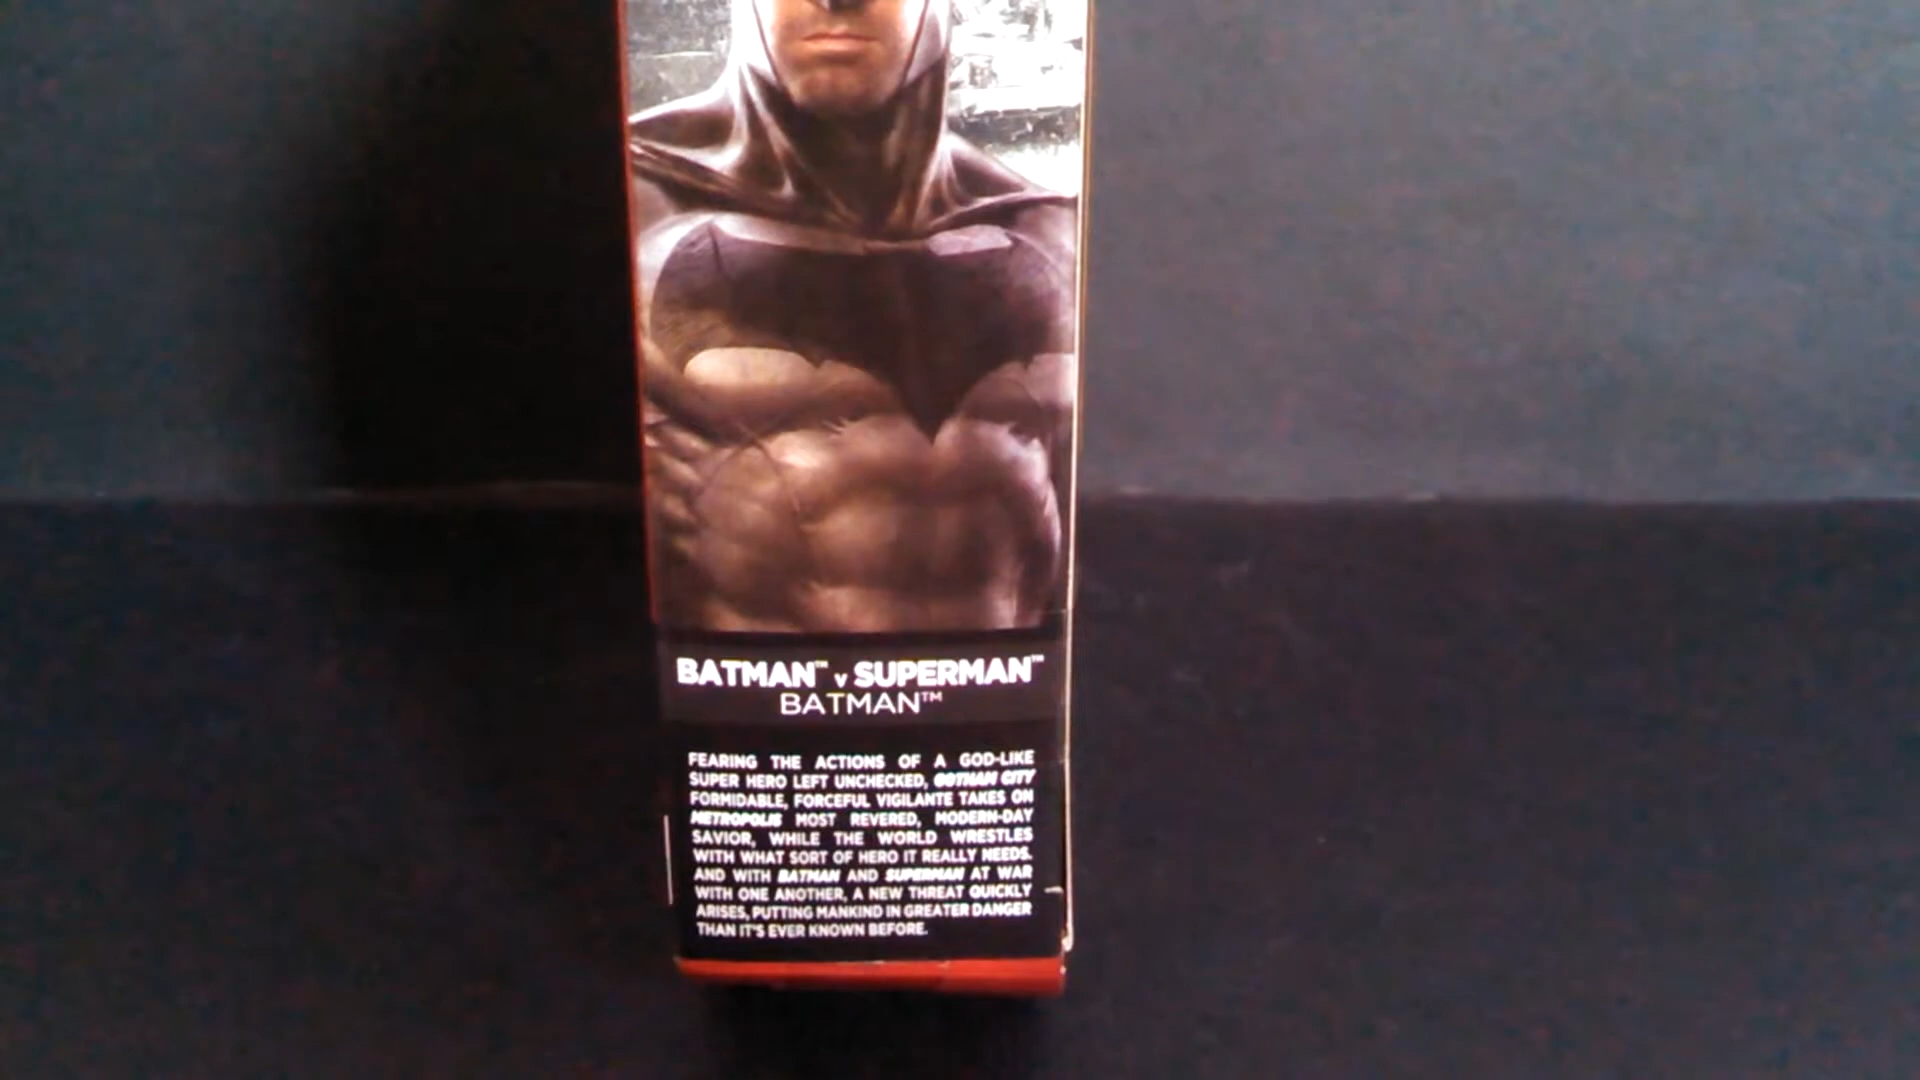 BATMAN™ v SUPERMAN™
BATMAN™
FEARING THE ACTIONS OF A GOD-LIKE
SUPER HERO LEFT UNCHECKED, GOTHAM CITY
FORMIDABLE, FORCEFUL VIGILANTE TAKES ON
METROPOLIS MOST REVERED, MODERN-DAY
SAVIOR, WHILE THE WORLD WRESTLES
WITH WHAT SORT OF HERO IT REALLY NEEDS.
AND WITH BATMAN AND SUPERMAN AT WAR
WITH ONE ANOTHER, A NEW THREAT QUICKLY
ARISES, PUTTING MANKIND IN GREATER DANGER
THAN IT'S EVER KNOWN BEFORE.